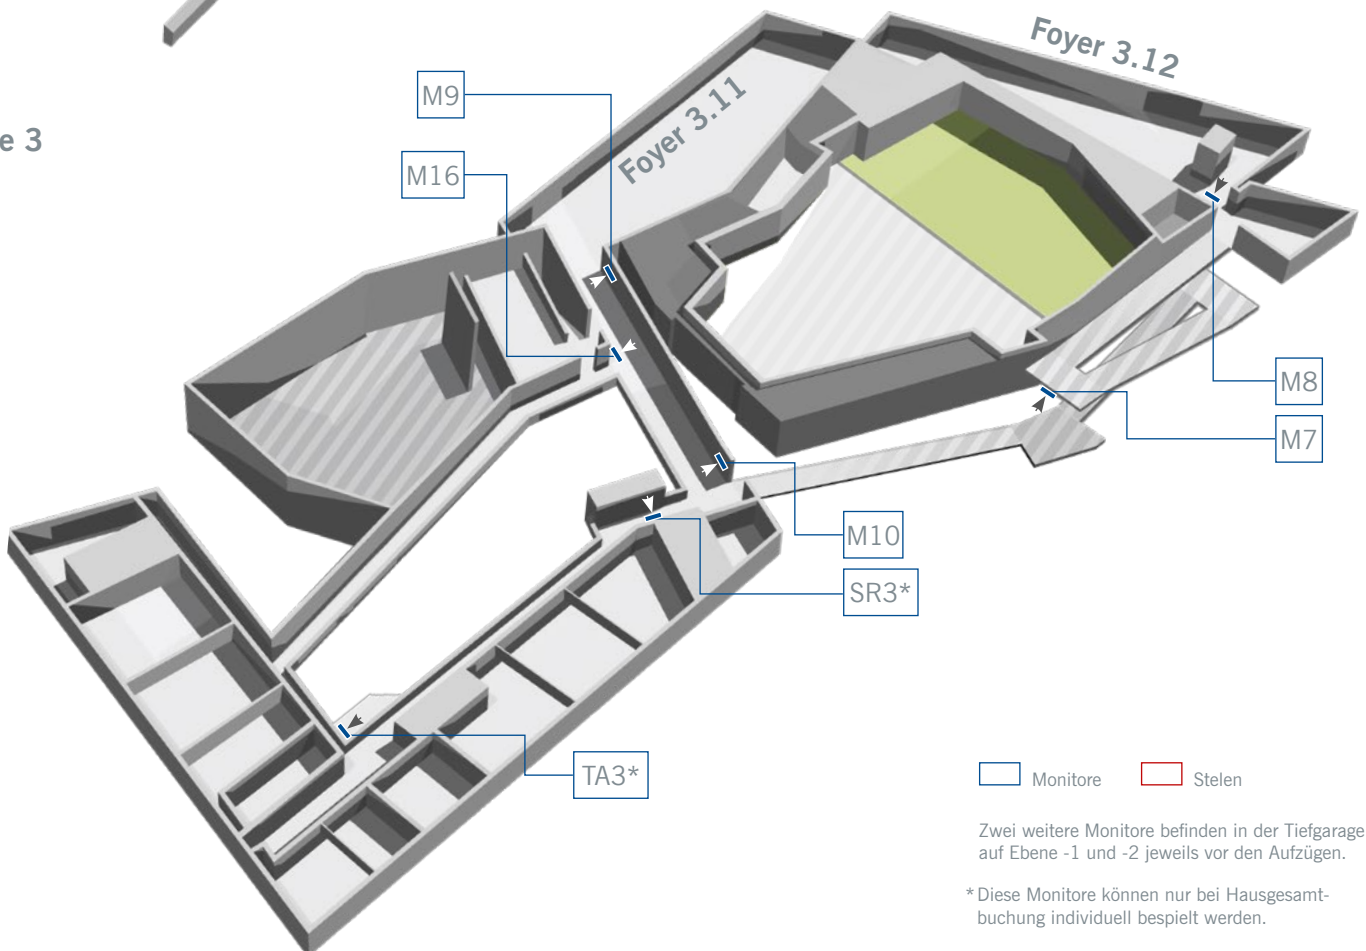 Foyer 3.12
Foyer 3.11
M9
e 3
M16
M8
M7
M10
SR3*
TA3*
Monitore
Stelen
Zwei weitere Monitore befinden in der Tiefgarage
auf Ebene -1 und -2 jeweils vor den Aufzügen.
* Diese Monitore können nur bei Hausgesamt-
buchung individuell bespielt werden.